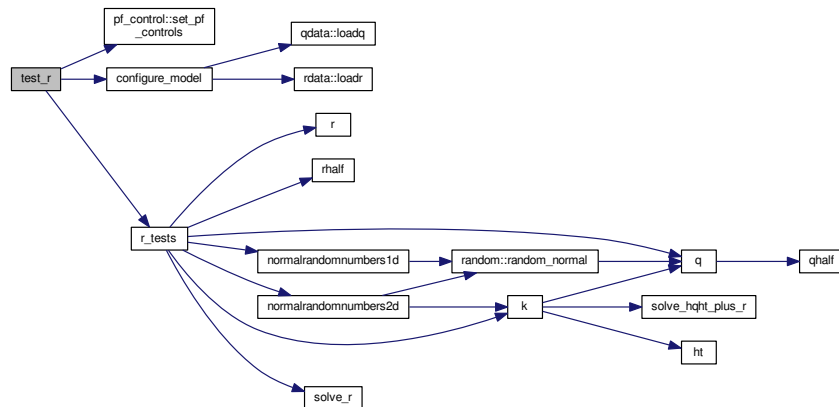 pf_control::set_pf
_controls
qdata::loadq
test_r
configure_model
rdata::loadr
r
rhalf
r_tests
normalrandomnumbers1d
random::random_normal
q
qhalf
normalrandomnumbers2d
k
solve_hqht_plus_r
ht
solve_r